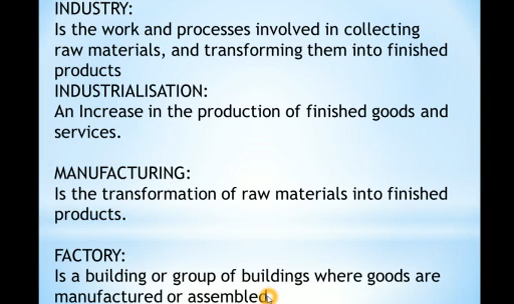 INDUSTRY:
Is the work and processes involved in collecting
raw materials, and transforming them into finished
products
INDUSTRIALISATION:
An Increase in the production of finished goods and
services.
MANUFACTURING:
Is the transformation of raw materials into finished
products.
FACTORY:
Is a building or group of buildings where goods are
manufactured or assembled